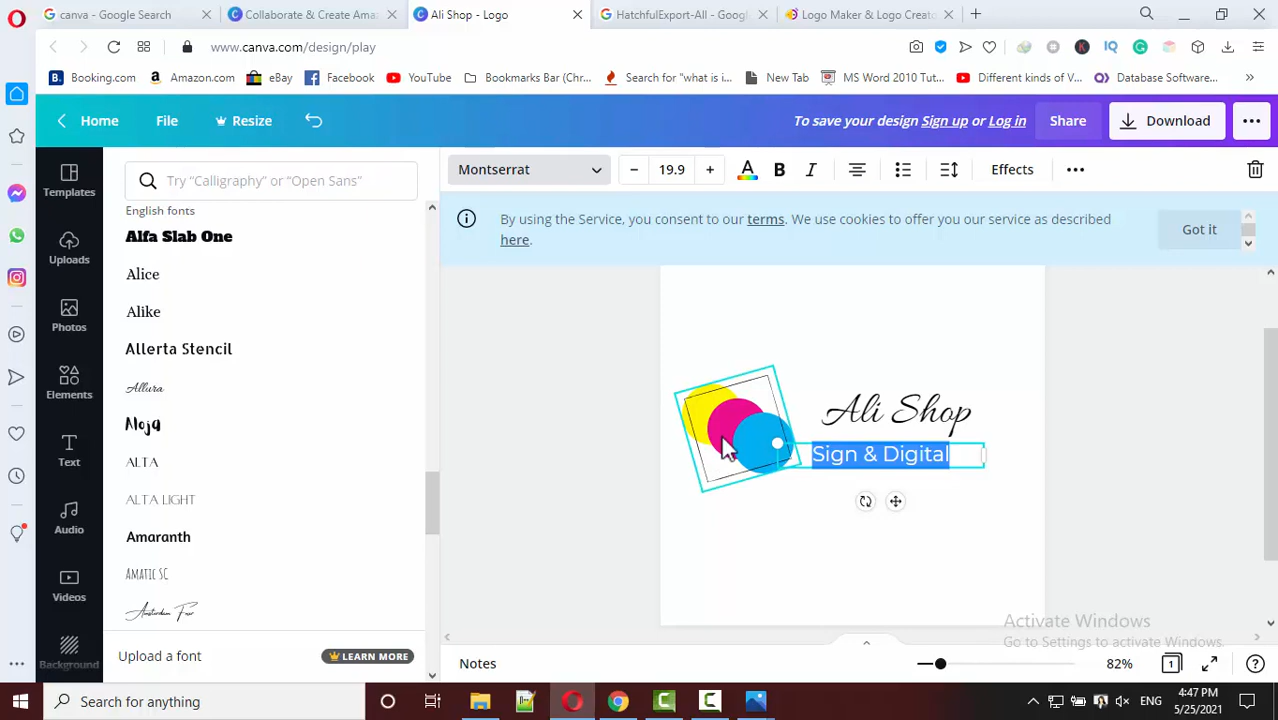 canva - Google Search
Collaborate & Create Ama
Ali Shop - Logo
HatchfulExport-All - Googl
Logo Maker & Logo Creato
www.canva.com/design/play
Booking.com
Amazon.com
eBay
Facebook
YouTube
Bookmarks Bar (Chr...
Search for "what is i...
New Tab
MS Word 2010 Tut...
Different kinds of V...
Database Software...
Home
File
Resize
To save your design Sign up or Log in
Share
Download
Templates
Uploads
Photos
Elements
Text
Audio
Videos
Background
Try “Calligraphy” or “Open Sans”
English fonts
Alfa Slab One
Alice
Alike
Allerta Stencil
Allura
Moja
ALTA
ALTA LIGHT
Amaranth
AMATIC SC
Upload a font
LEARN MORE
Montserrat
19.9
A
B
I
Effects
By using the Service, you consent to our terms. We use cookies to offer you our service as described
here.
Got it
Ali Shop
Sign & Digital
Activate Windows
Go to Settings to activate Windows.
Notes
82%
1
Search for anything
ENG
4:47 PM
5/25/2021